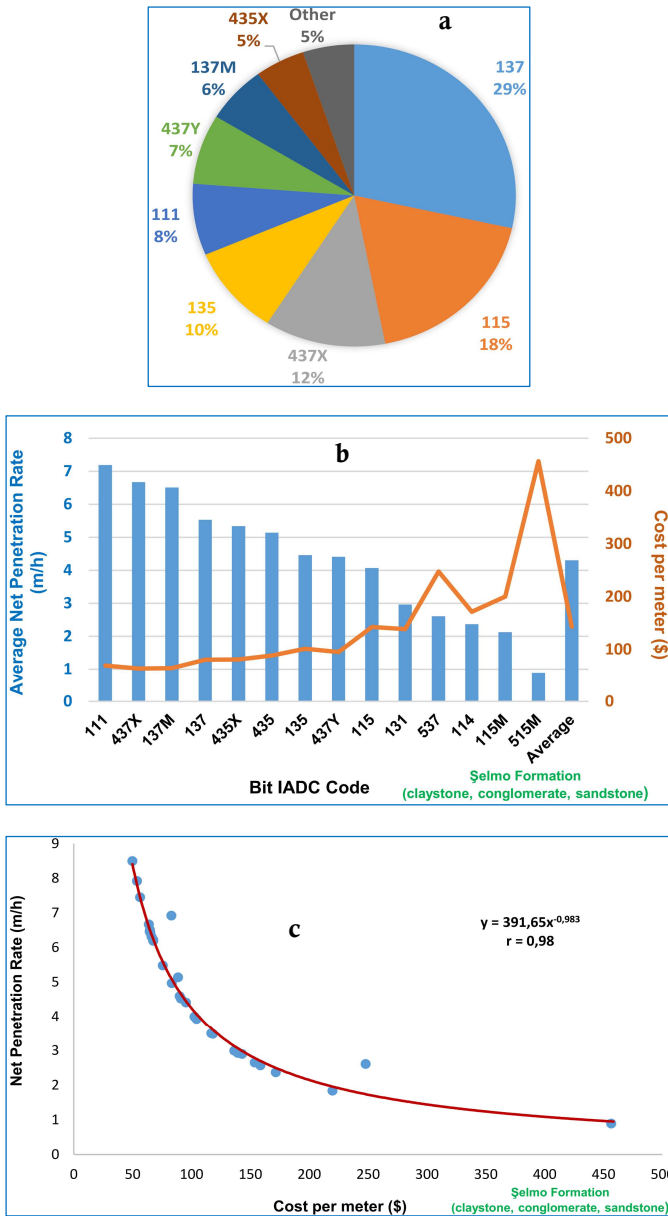 a
137
29%
115
18%
437X
12%
135
10%
111
8%
437Y
7%
137M
6%
435X
5%
Other
5%
b
Average Net Penetration Rate
(m/h)
8
7
6
5
4
3
2
1
0
500
400
300
200
100
0
Cost per meter ($)
111
437X
137M
137
435X
435
135
437Y
115
131
537
114
115M
515M
Average
Bit IADC Code
Şelmo Formation
(claystone, conglomerate, sandstone)
c
Net Penetration Rate (m/h)
9
8
7
6
5
4
3
2
1
0
y = 391,65x-0,983
r = 0,98
0
50
100
150
200
250
300
350
400
450
500
Cost per meter ($)
Şelmo Formation
(claystone, conglomerate, sandstone)